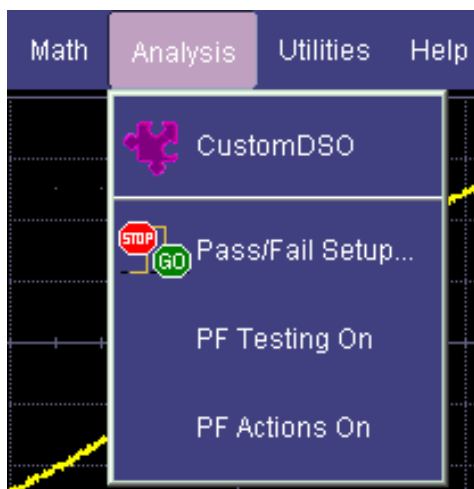 Math Analysis Utilities Help
CustomDSO
STOP
GO
Pass/Fail Setup...
PF Testing On
PF Actions On